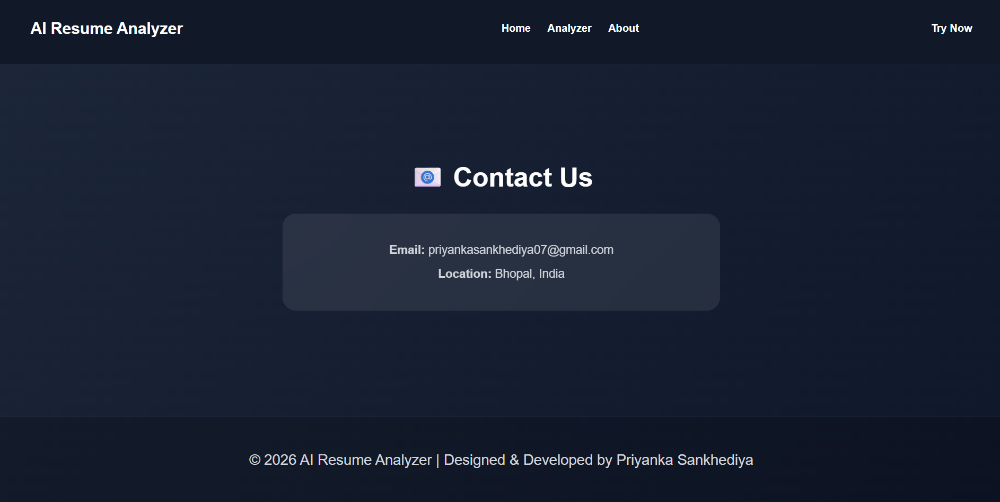 AI Resume Analyzer
Home
Analyzer
About
Try Now
Contact Us
Email: priyankasankhediya07@gmail.com
Location: Bhopal, India
© 2026 AI Resume Analyzer | Designed & Developed by Priyanka Sankhediya